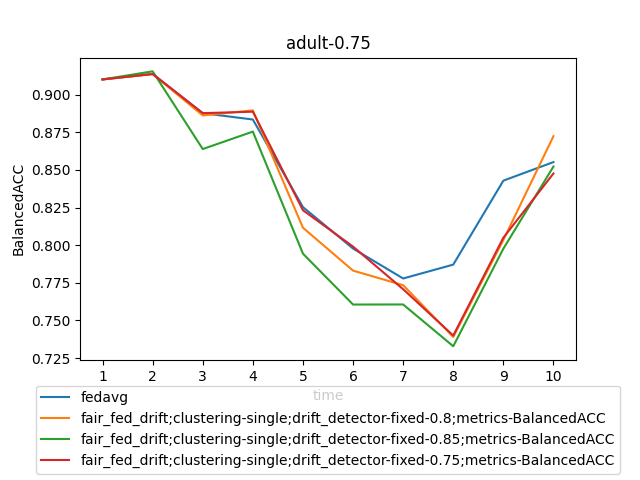 adult-0.75
BalancedACC
0.900
0.875
0.850
0.825
0.800
0.775
0.750
0.725
1 2 3 4 5 6 7 8 9 10
time
fedavg
fair_fed_drift;clustering-single;drift_detector-fixed-0.8;metrics-BalancedACC
fair_fed_drift;clustering-single;drift_detector-fixed-0.85;metrics-BalancedACC
fair_fed_drift;clustering-single;drift_detector-fixed-0.75;metrics-BalancedACC